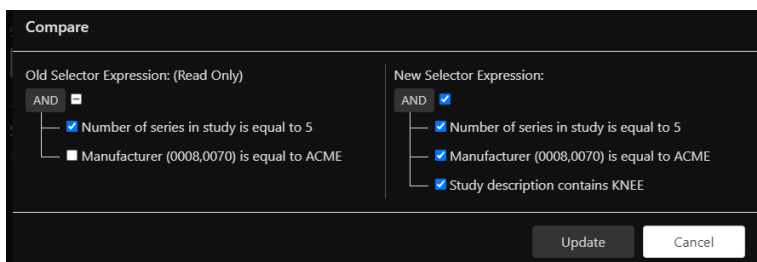 Compare
Old Selector Expression: (Read Only)
AND
Number of series in study is equal to 5
Manufacturer (0008,0070) is equal to ACME
New Selector Expression:
AND
Number of series in study is equal to 5
Manufacturer (0008,0070) is equal to ACME
Study description contains KNEE
Update
Cancel